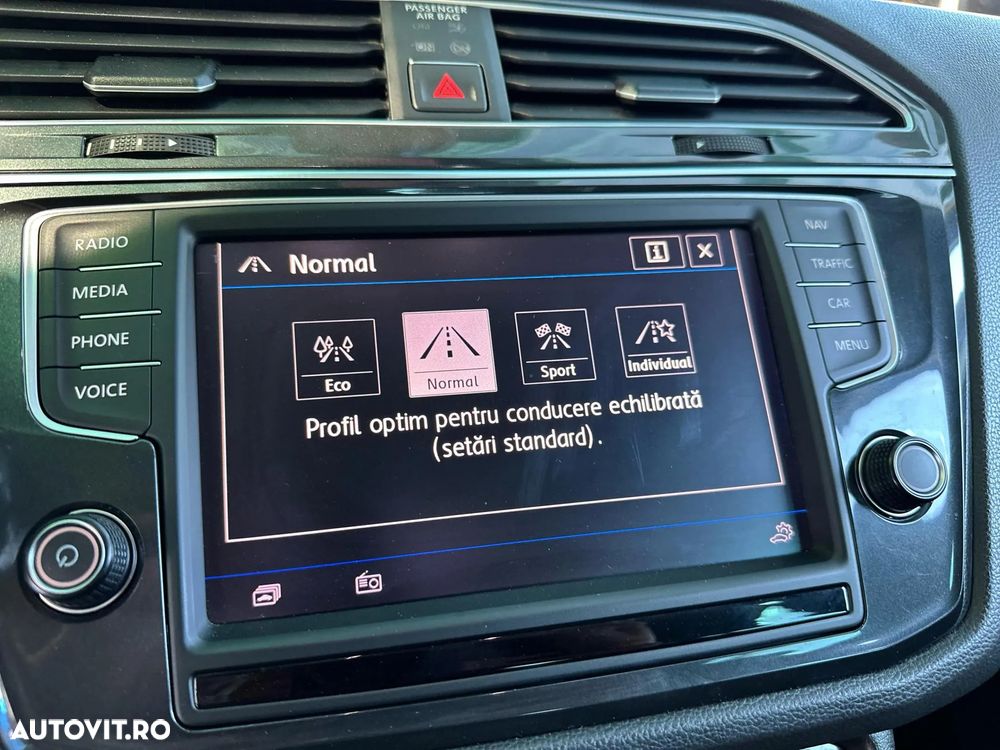 PASSENGER
AIR BAG
OFF
ON
RADIO
MEDIA
PHONE
VOICE
NAV
TRAFFIC
CAR
MENU
Normal
i
X
Eco
Normal
Sport
Individual
Profil optim pentru conducere echilibrată
(setări standard).
AUTOVIT.RO